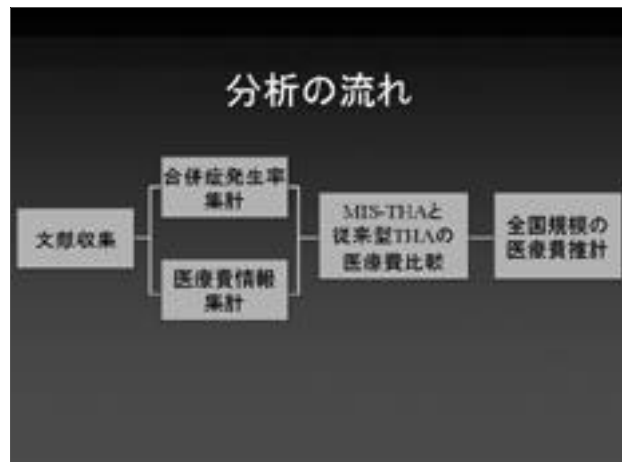 分析の流れ
文献収集
合併症発生率
集計
医療費情報
集計
MIS-THAと
従来型THAの
医療費比較
全国規模の
医療費推計